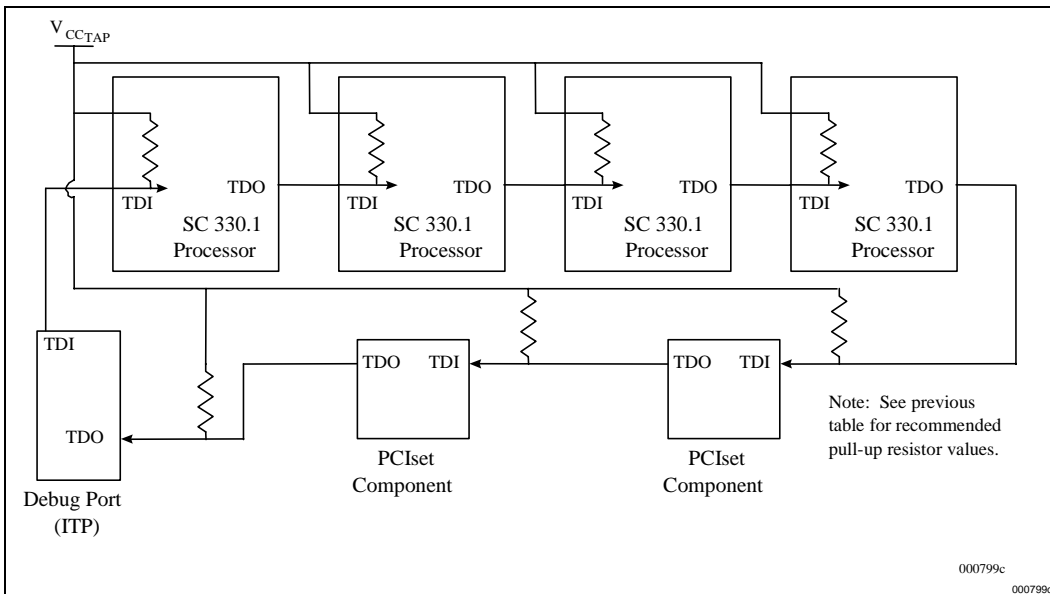 V CCTAP
TDO
TDI
SC 330.1
Processor
TDO
TDI
SC 330.1
Processor
TDO
TDI
SC 330.1
Processor
TDO
TDI
SC 330.1
Processor
TDI
TDO
Debug Port
(ITP)
TDO TDI
PCIset
Component
TDO TDI
PCIset
Component
Note: See previous
table for recommended
pull-up resistor values.
000799c
000799c